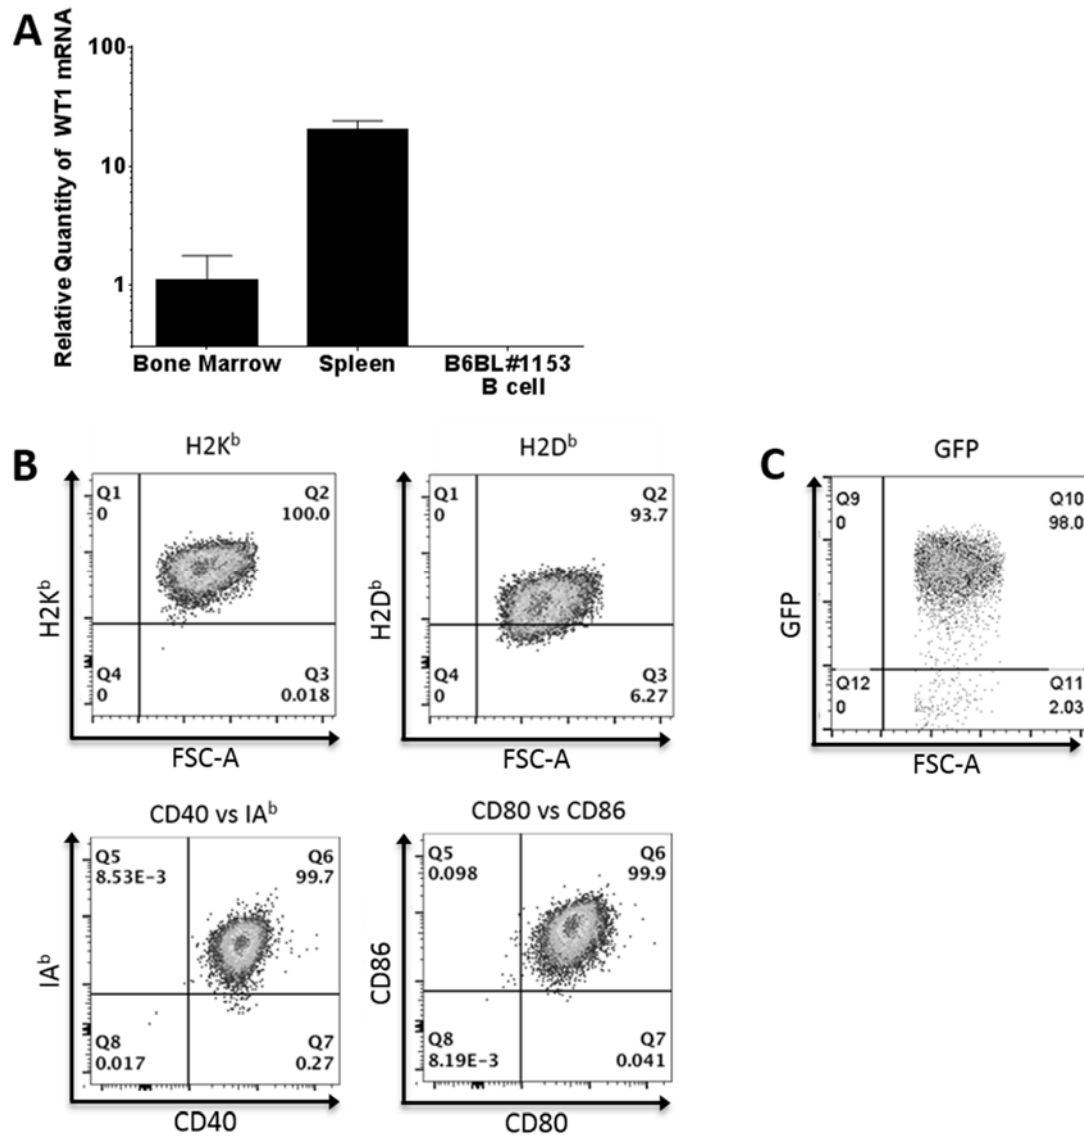 A
Relative Quantity of WT1 mRNA
100
10
1
Bone Marrow
Spleen
B6BL#1153
B cell
B
H2Kᵇ
H2Kᵇ
Q1
0
Q2
100.0
Q4
0
Q3
0.018
FSC-A
H2Dᵇ
H2Dᵇ
Q1
0
Q2
93.7
Q4
0
Q3
6.27
FSC-A
C
GFP
GFP
Q9
0
Q10
98.0
Q12
0
Q11
2.03
FSC-A
CD40 vs IAᵇ
IAᵇ
Q5
8.53E-3
Q6
99.7
Q8
0.017
Q7
0.27
CD40
CD80 vs CD86
CD86
Q5
0.098
Q6
99.9
Q8
8.19E-3
Q7
0.041
CD80